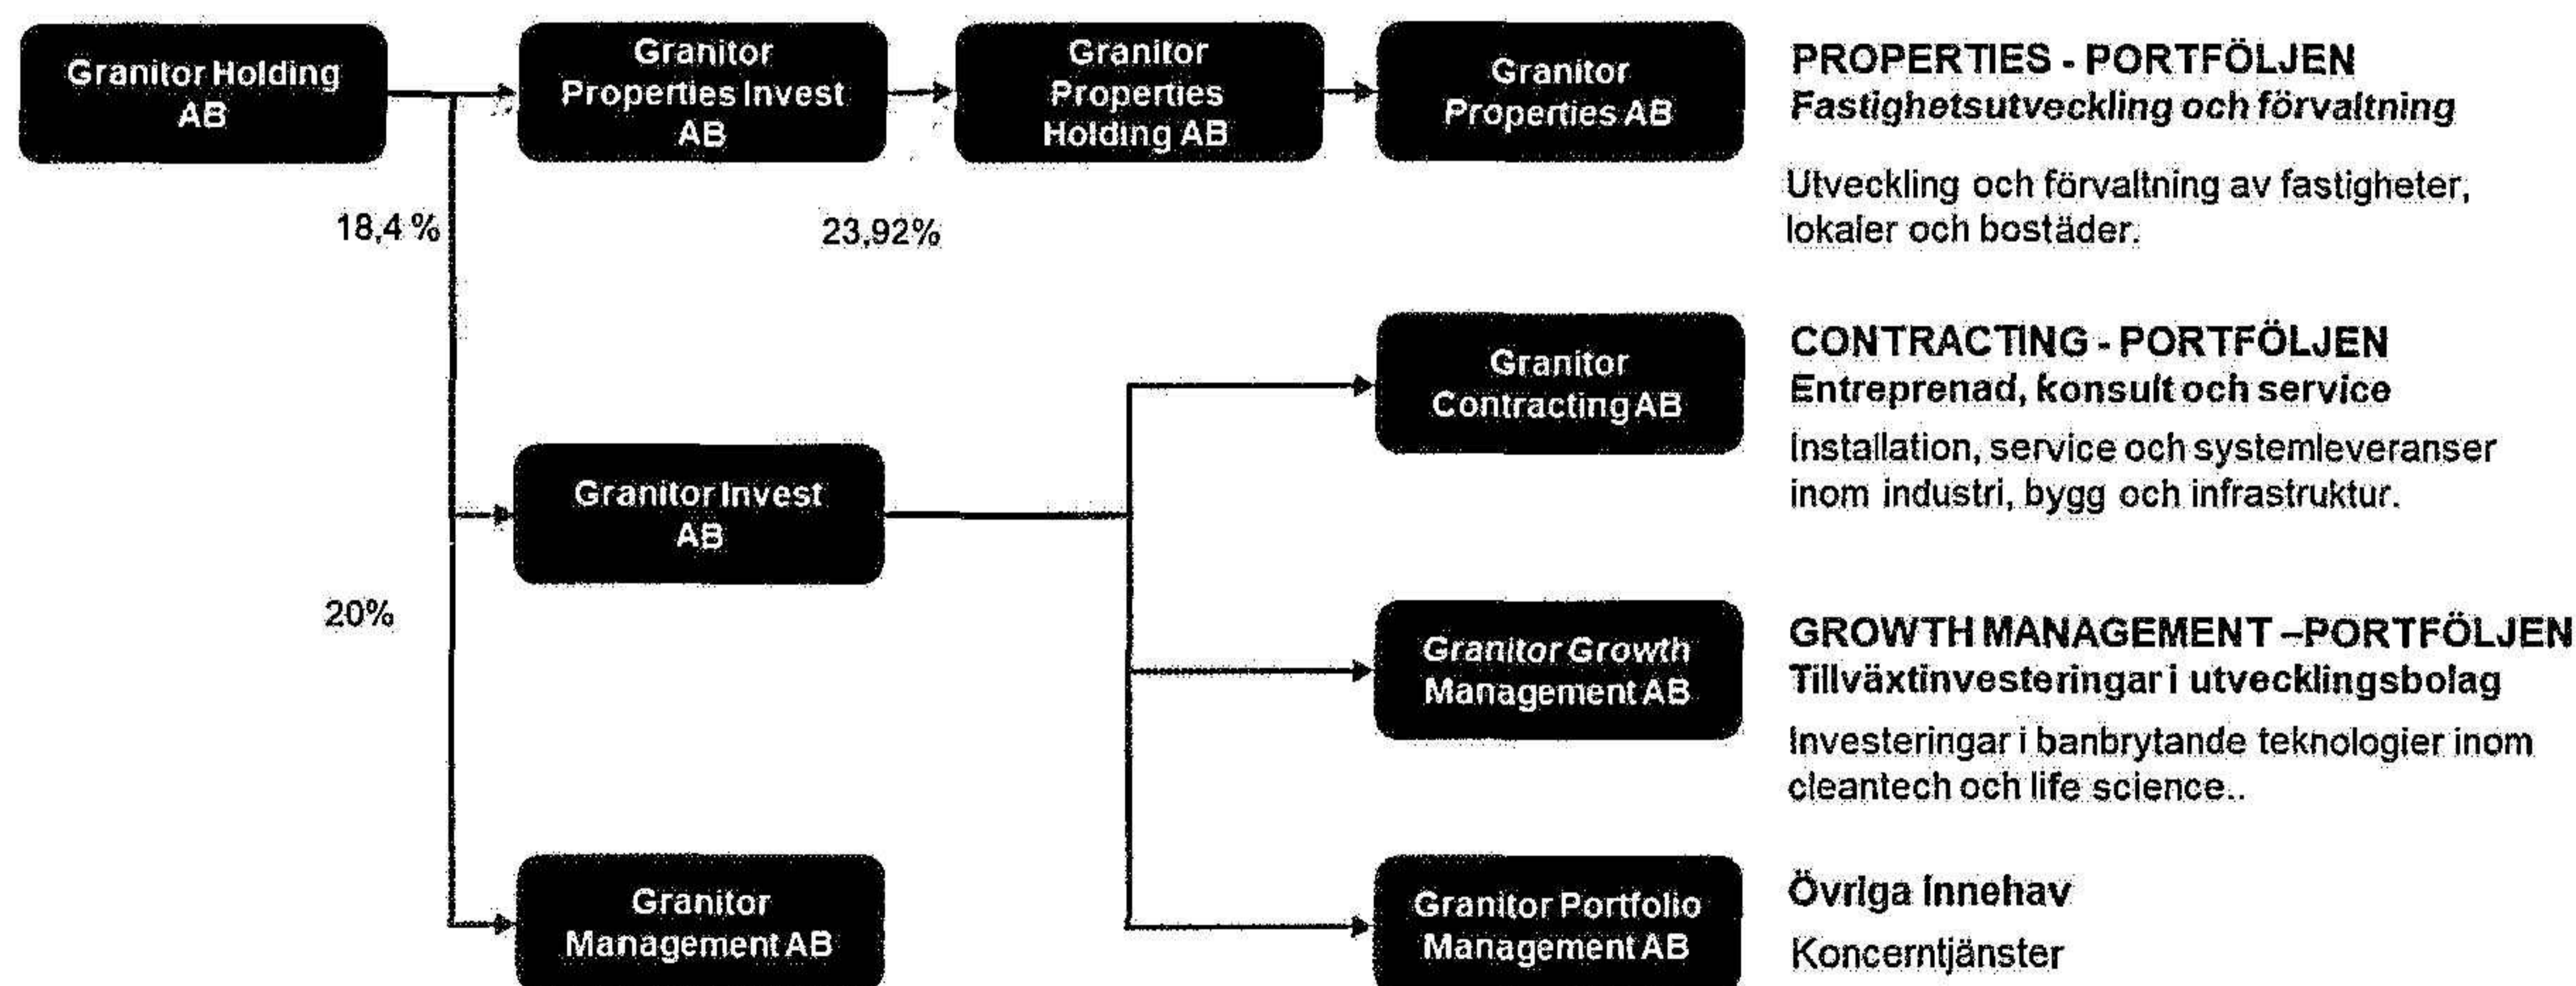 Granitor Holding
AB
Granitor
Properties Invest
AB
Granitor
Properties
Holding AB
Granitor
Properties AB
PROPERTIES - PORTFÖLJEN
Fastighetsutveckling och förvaltning
Utveckling och förvaltning av fastigheter,
lokaler och bostäder.
18,4 %
23,92%
Granitor
Contracting AB
CONTRACTING - PORTFÖLJEN
Entreprenad, konsult och service
Installation, service och systemleveranser
inom industri, bygg och infrastruktur.
Granitor Invest
AB
20%
Granitor Growth
Management AB
GROWTH MANAGEMENT –PORTFÖLJEN
Tillväxtinvesteringar i utvecklingsbolag
Investeringar i banbrytande teknologier inom
cleantech och life science..
Granitor
Management AB
Granitor Portfolio
Management AB
Övriga innehav
Koncerntjänster